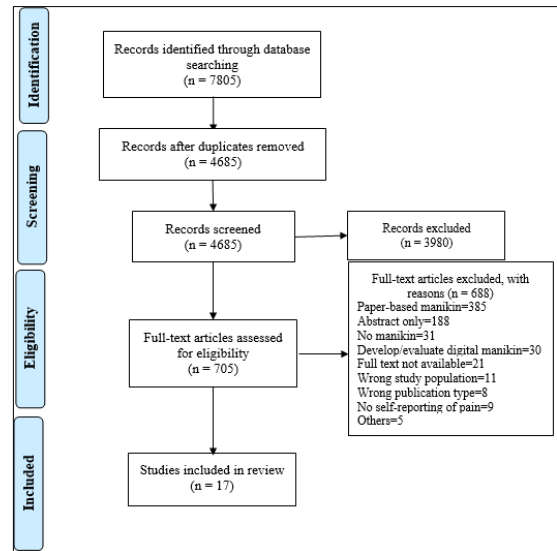 Identification
Records identified through database
searching
(n = 7805)
Records after duplicates removed
(n = 4685)
Screening
Records screened
(n = 4685)
Records excluded
(n = 3980)
Eligibility
Full-text articles assessed
for eligibility
(n = 705)
Full-text articles excluded, with
reasons (n = 688)
Paper-based manikin=385
Abstract only=188
No manikin=31
Develop/evaluate digital manikin=30
Full text not available=21
Wrong study population=11
Wrong publication type=8
No self-reporting of pain=9
Others=5
Included
Studies included in review
(n = 17)